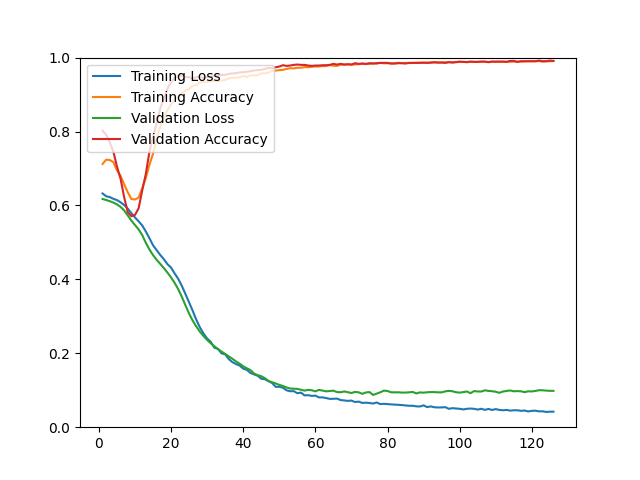 1.0
0.8
0.6
0.4
0.2
0.0
0 20 40 60 80 100 120
Training Loss
Training Accuracy
Validation Loss
Validation Accuracy